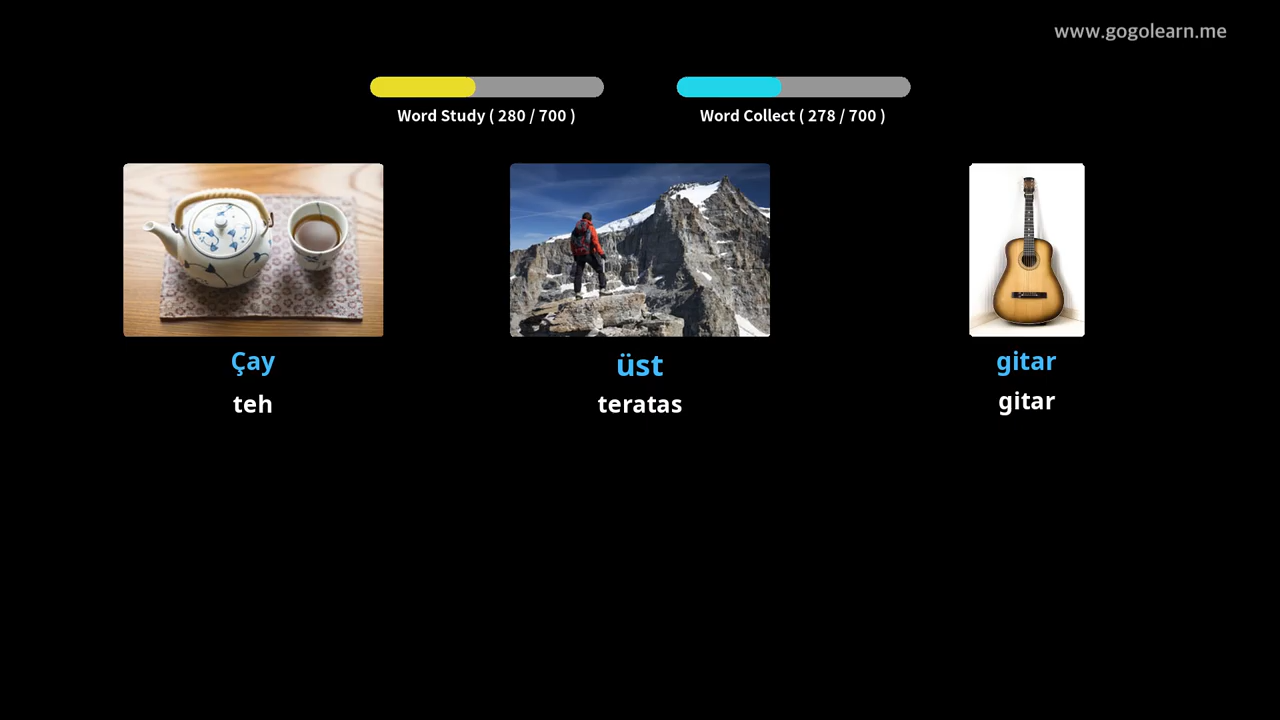 www.gogolearn.me
Word Study ( 280 / 700 )
Word Collect ( 278 / 700 )
Çay
üst
gitar
teh
teratas
gitar